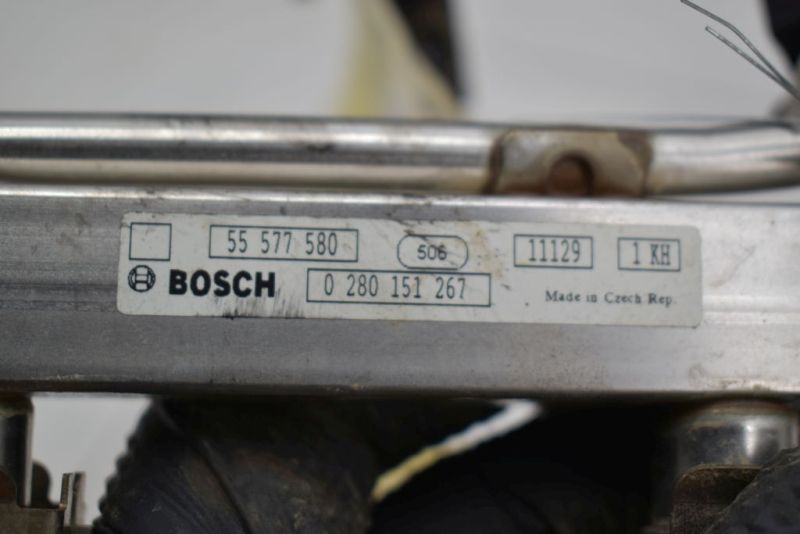 55 577 580 506 11129 1 KH
BOSCH 0 280 151 267 Made in Czech Rep.